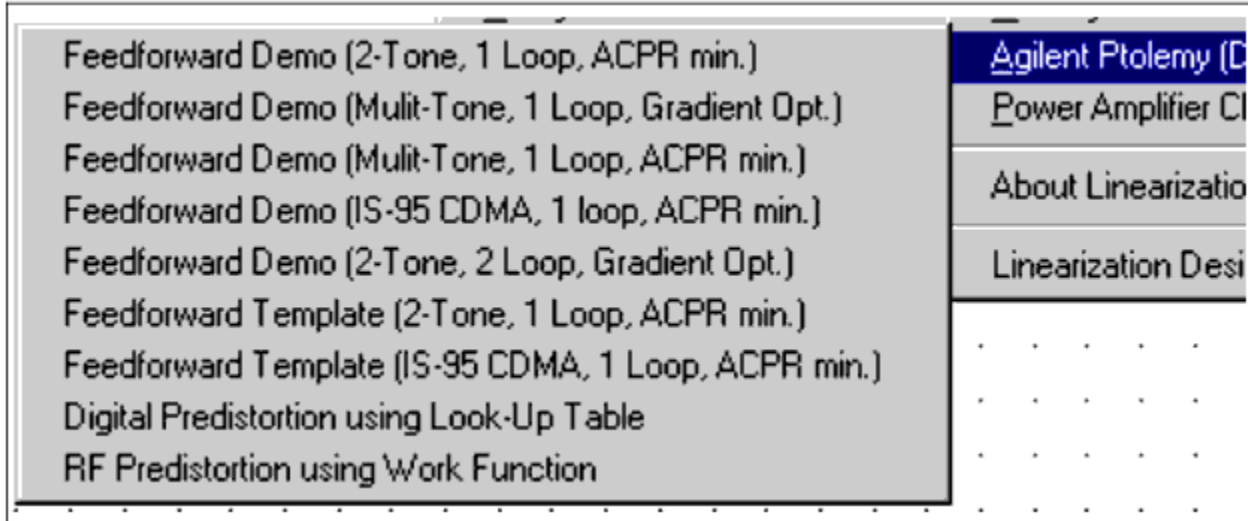 Feedforward Demo (2-Tone, 1 Loop, ACPR min.)
Feedforward Demo (Mulit-Tone, 1 Loop, Gradient Opt.)
Feedforward Demo (Mulit-Tone, 1 Loop, ACPR min.)
Feedforward Demo (IS-95 CDMA, 1 loop, ACPR min.)
Feedforward Demo (2-Tone, 2 Loop, Gradient Opt.)
Feedforward Template (2-Tone, 1 Loop, ACPR min.)
Feedforward Template (IS-95 CDMA, 1 Loop, ACPR min.)
Digital Predistortion using Look-Up Table
RF Predistortion using Work Function
Agilent Ptolemy
Power Amplifier
About
Linearization